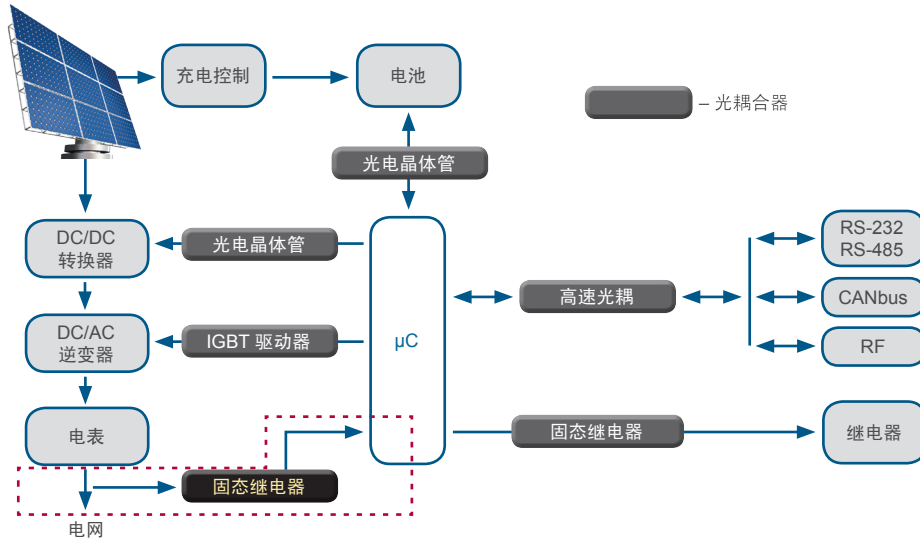 充电控制
电池
– 光耦合器
光电晶体管
DC/DC
转换器
光电晶体管
RS-232
RS-485
高速光耦
CANbus
DC/AC
逆变器
IGBT 驱动器
µC
RF
电表
固态继电器
继电器
固态继电器
电网